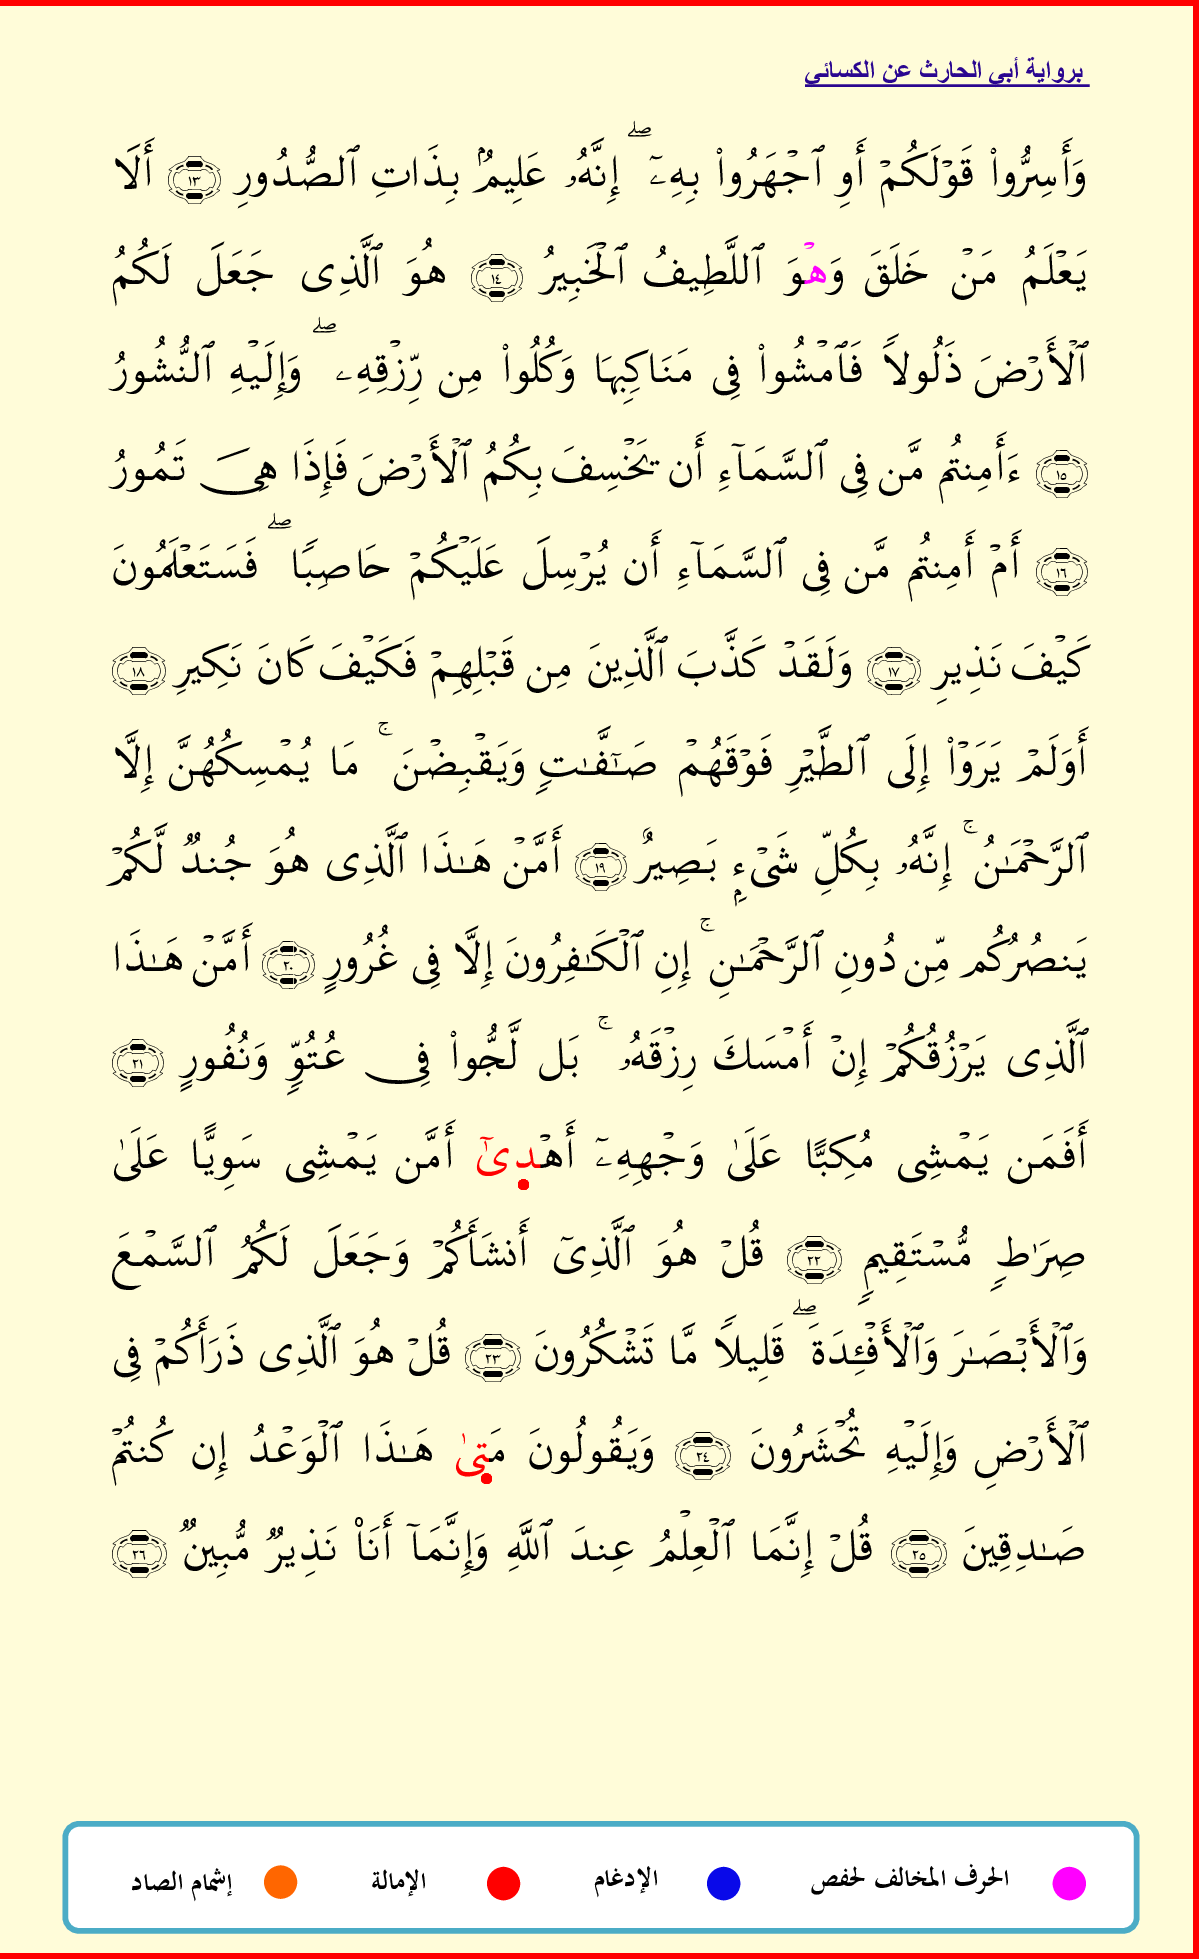 برواية أبي الحارث عن الكسائي
وَأَسِرُّوا۟ قَوْلَكُمْ أَوِ ٱجْهَرُوا۟ بِهِۦٓ ۖ إِنَّهُۥ عَلِيمٌۢ بِذَاتِ ٱلصُّدُورِ ١٣ أَلَا
يَعْلَمُ مَنْ خَلَقَ وَهْوَ ٱللَّطِيفُ ٱلْخَبِيرُ ١٤ هُوَ ٱلَّذِى جَعَلَ لَكُمُ
ٱلْأَرْضَ ذَلُولًا فَٱمْشُوا۟ فِى مَنَاكِبِهَا وَكُلُوا۟ مِن رِّزْقِهِۦ ۖ وَإِلَيْهِ ٱلنُّشُورُ
١٥ ءَأَمِنتُم مَّن فِى ٱلسَّمَآءِ أَن يَخْسِفَ بِكُمُ ٱلْأَرْضَ فَإِذَا هِىَ تَمُورُ
١٦ أَمْ أَمِنتُم مَّن فِى ٱلسَّمَآءِ أَن يُرْسِلَ عَلَيْكُمْ حَاصِبًا ۖ فَسَتَعْلَمُونَ
كَيْفَ نَذِيرِ ١٧ وَلَقَدْ كَذَّبَ ٱلَّذِينَ مِن قَبْلِهِمْ فَكَيْفَ كَانَ نَكِيرِ ١٨
أَوَلَمْ يَرَوْا۟ إِلَى ٱلطَّيْرِ فَوْقَهُمْ صَـٰٓفَّـٰتٍ وَيَقْبِضْنَ ۚ مَا يُمْسِكُهُنَّ إِلَّا
ٱلرَّحْمَـٰنُ ۚ إِنَّهُۥ بِكُلِّ شَىْءٍۭ بَصِيرٌ ١٩ أَمَّنْ هَـٰذَا ٱلَّذِى هُوَ جُندٌ لَّكُمْ
يَنصُرُكُم مِّن دُونِ ٱلرَّحْمَـٰنِ ۚ إِنِ ٱلْكَـٰفِرُونَ إِلَّا فِى غُرُورٍ ٢٠ أَمَّنْ هَـٰذَا
ٱلَّذِى يَرْزُقُكُمْ إِنْ أَمْسَكَ رِزْقَهُۥ ۚ بَل لَّجُّوا۟ فِى عُتُوٍّ وَنُفُورٍ ٢١
أَفَمَن يَمْشِى مُكِبًّا عَلَىٰ وَجْهِهِۦٓ أَهْدِىٰٓ أَمَّن يَمْشِى سَوِيًّا عَلَىٰ
صِرَٰطٍ مُّسْتَقِيمٍ ٢٢ قُلْ هُوَ ٱلَّذِىٓ أَنشَأَكُمْ وَجَعَلَ لَكُمُ ٱلسَّمْعَ
وَٱلْأَبْصَـٰرَ وَٱلْأَفْـِٔدَةَ ۖ قَلِيلًا مَّا تَشْكُرُونَ ٢٣ قُلْ هُوَ ٱلَّذِى ذَرَأَكُمْ فِى
ٱلْأَرْضِ وَإِلَيْهِ تُحْشَرُونَ ٢٤ وَيَقُولُونَ مَتِىٰ هَـٰذَا ٱلْوَعْدُ إِن كُنتُمْ
صَـٰدِقِينَ ٢٥ قُلْ إِنَّمَا ٱلْعِلْمُ عِندَ ٱللَّهِ وَإِنَّمَآ أَنَا۠ نَذِيرٌ مُّبِينٌ ٢٦
الحرف المخالف لحفص الإدغام الإمالة إشمام الصاد